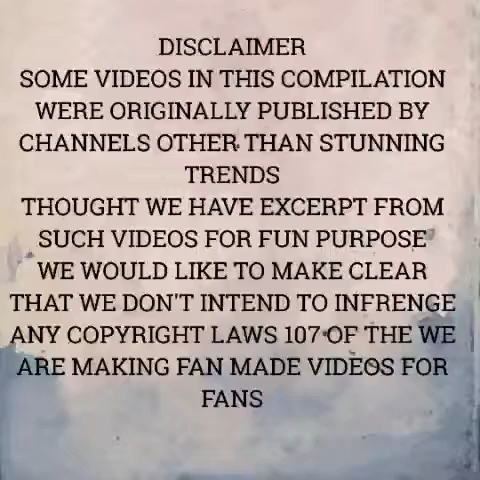 DISCLAIMER
SOME VIDEOS IN THIS COMPILATION
WERE ORIGINALLY PUBLISHED BY
CHANNELS OTHER THAN STUNNING
TRENDS
THOUGHT WE HAVE EXCERPT FROM
SUCH VIDEOS FOR FUN PURPOSE
WE WOULD LIKE TO MAKE CLEAR
THAT WE DON'T INTEND TO INFRENGE
ANY COPYRIGHT LAWS 107 OF THE WE
ARE MAKING FAN MADE VIDEOS FOR
FANS